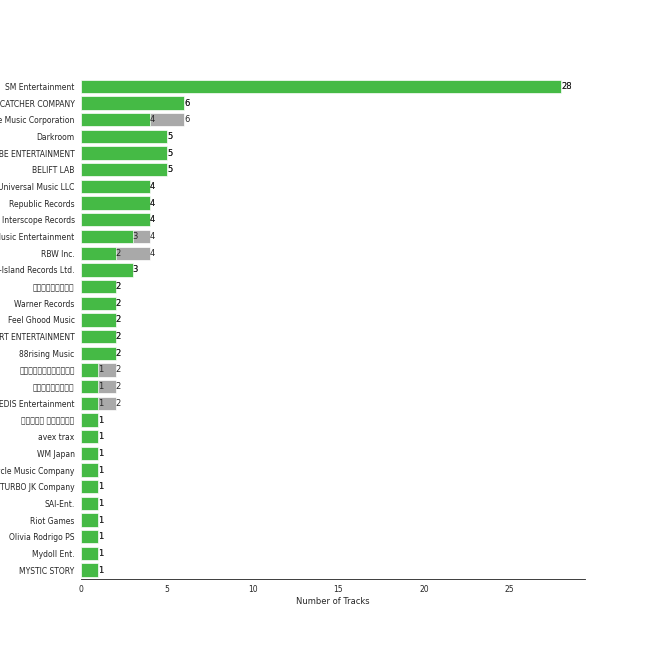 SM Entertainment 28
CATCHER COMPANY 6
e Music Corporation 4 6
Darkroom 5
BE ENTERTAINMENT 5
BELIFT LAB 5
Universal Music LLC 4
Republic Records 4
Interscope Records 4
Music Entertainment 3 4
RBW Inc. 2 4
-Island Records Ltd. 3
2
Warner Records 2
Feel Ghood Music 2
RT ENTERTAINMENT 2
88rising Music 2
1 2
1 2
EDIS Entertainment 1 2
1
avex trax 1
WM Japan 1
cle Music Company 1
TURBO JK Company 1
SAI-Ent. 1
Riot Games 1
Olivia Rodrigo PS 1
Mydoll Ent. 1
MYSTIC STORY 1
0 5 10 15 20 25
Number of Tracks